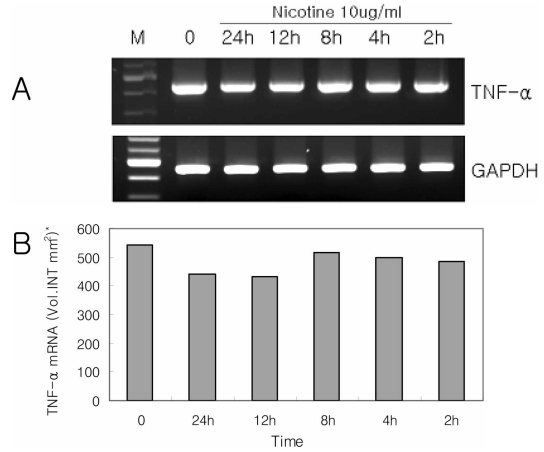 Nicotine 10ug/ml
M 0 24h 12h 8h 4h 2h
A
TNF-α
GAPDH
B
TNF-α mRNA (Vol.INT mm²)*
600
500
400
300
200
100
0
0 24h 12h 8h 4h 2h
Time